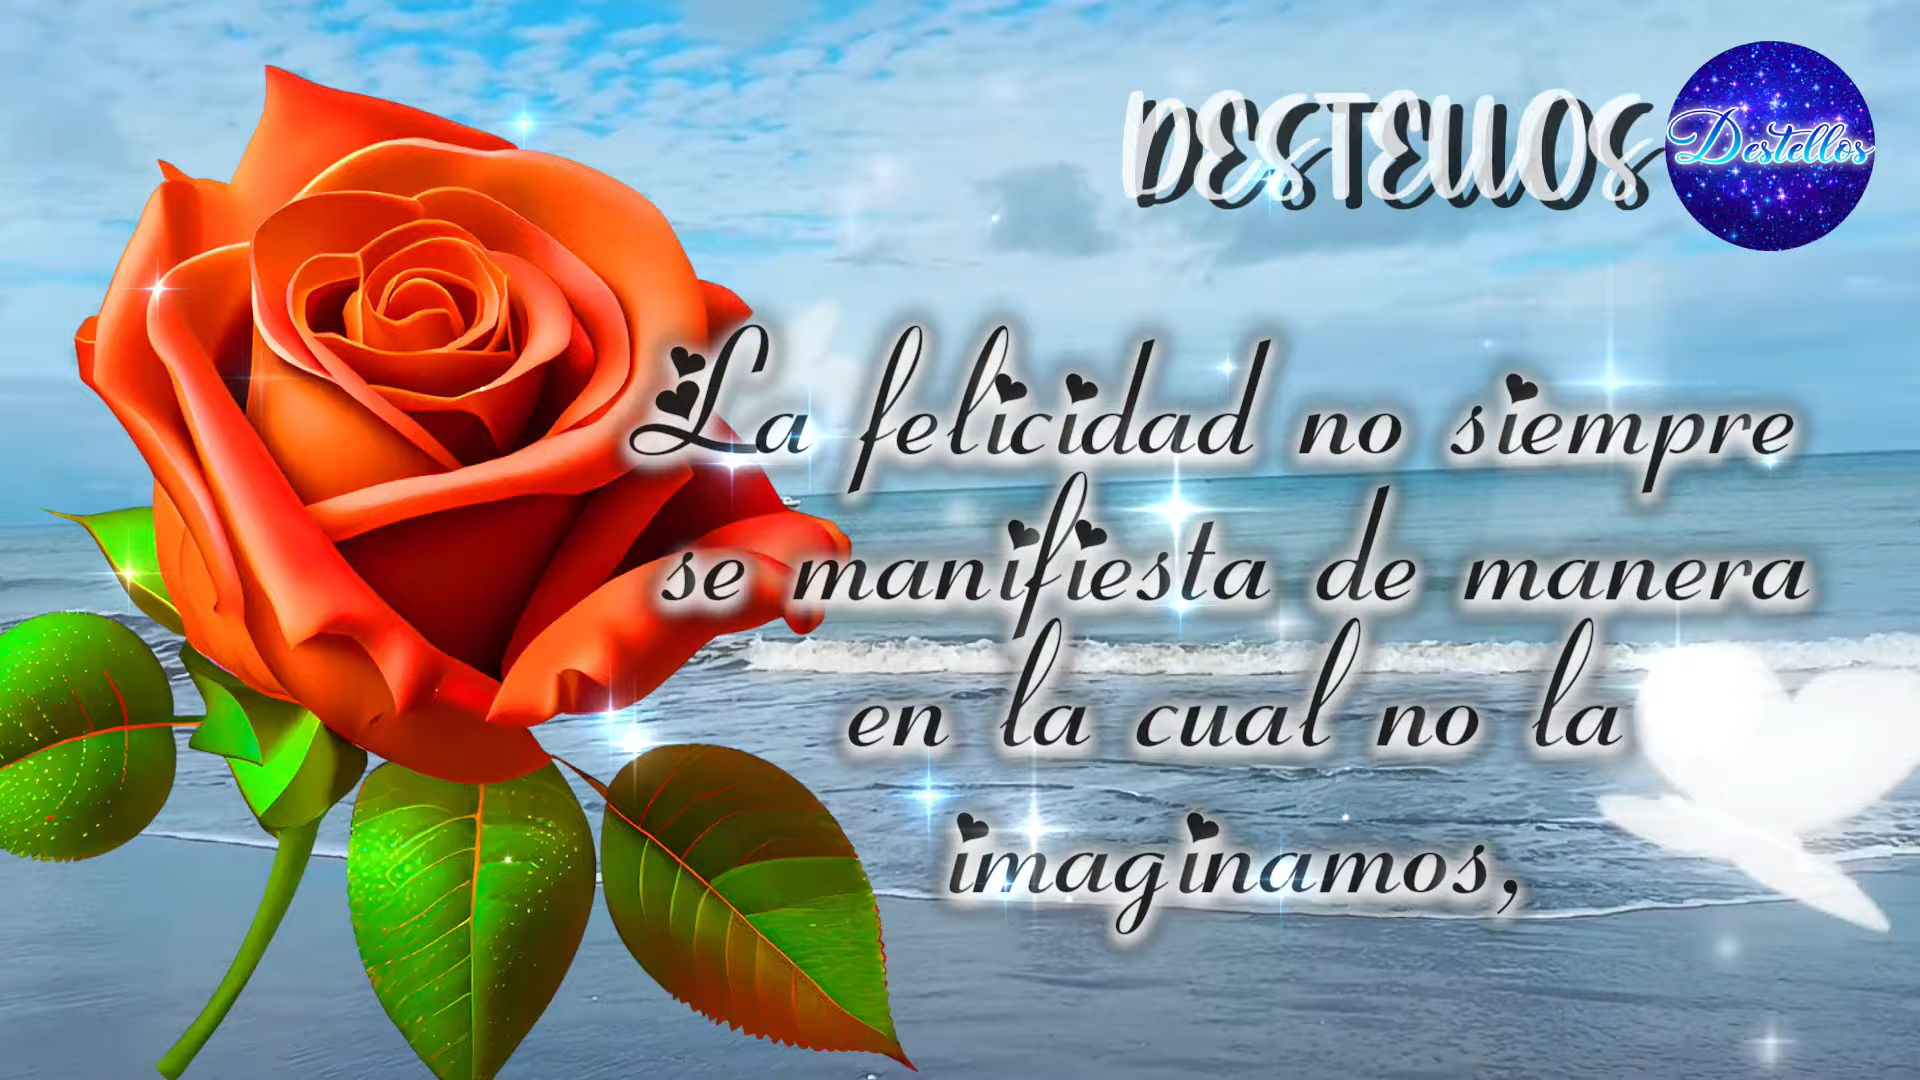 DESTELLOS
Destellos
La felicidad no siempre
se manifiesta de manera
en la cual no la
imaginamos,